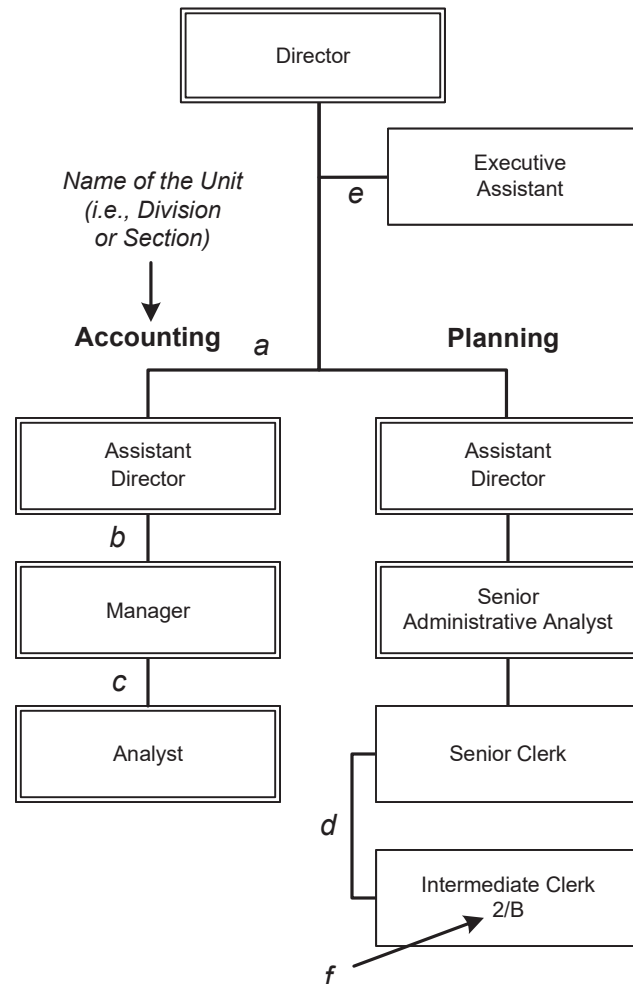 Director
Executive
Assistant
e
Name of the Unit
(i.e., Division
or Section)
Accounting
a
Planning
Assistant
Director
Assistant
Director
b
Manager
Senior
Administrative Analyst
c
Analyst
Senior Clerk
d
Intermediate Clerk
2/B
f